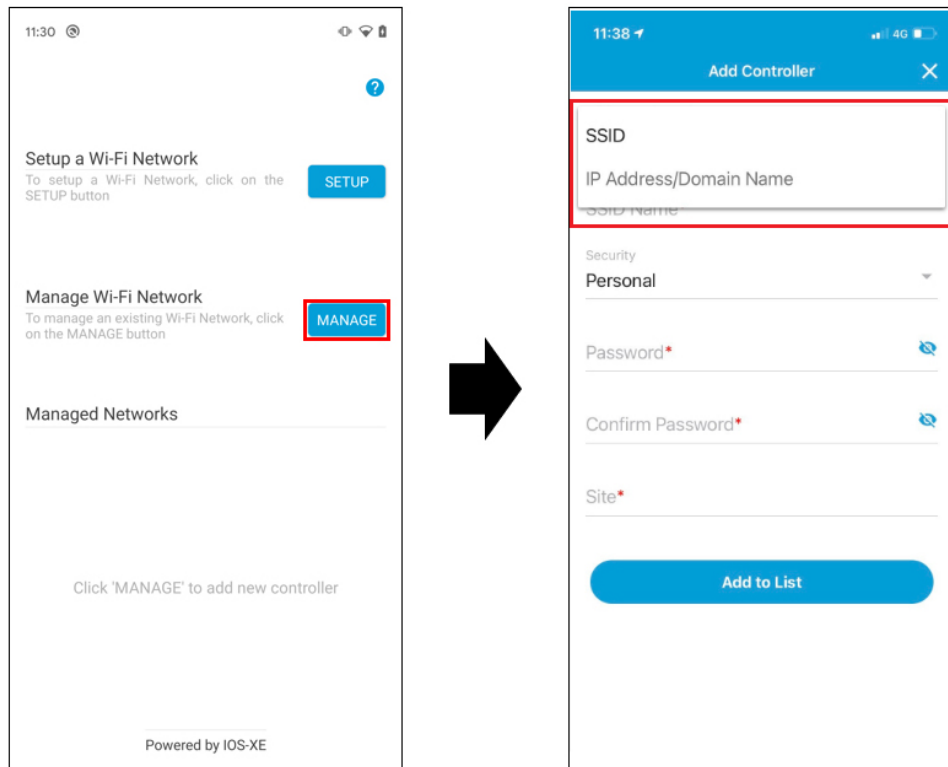 11:30
Setup a Wi-Fi Network
To setup a Wi-Fi Network, click on the
SETUP button
SETUP
Manage Wi-Fi Network
To manage an existing Wi-Fi Network, click
on the MANAGE button
MANAGE
Managed Networks
Click 'MANAGE' to add new controller
Powered by IOS-XE
11:38
4G
Add Controller
SSID
IP Address/Domain Name
SSID Name
Security
Personal
Password*
Confirm Password*
Site*
Add to List